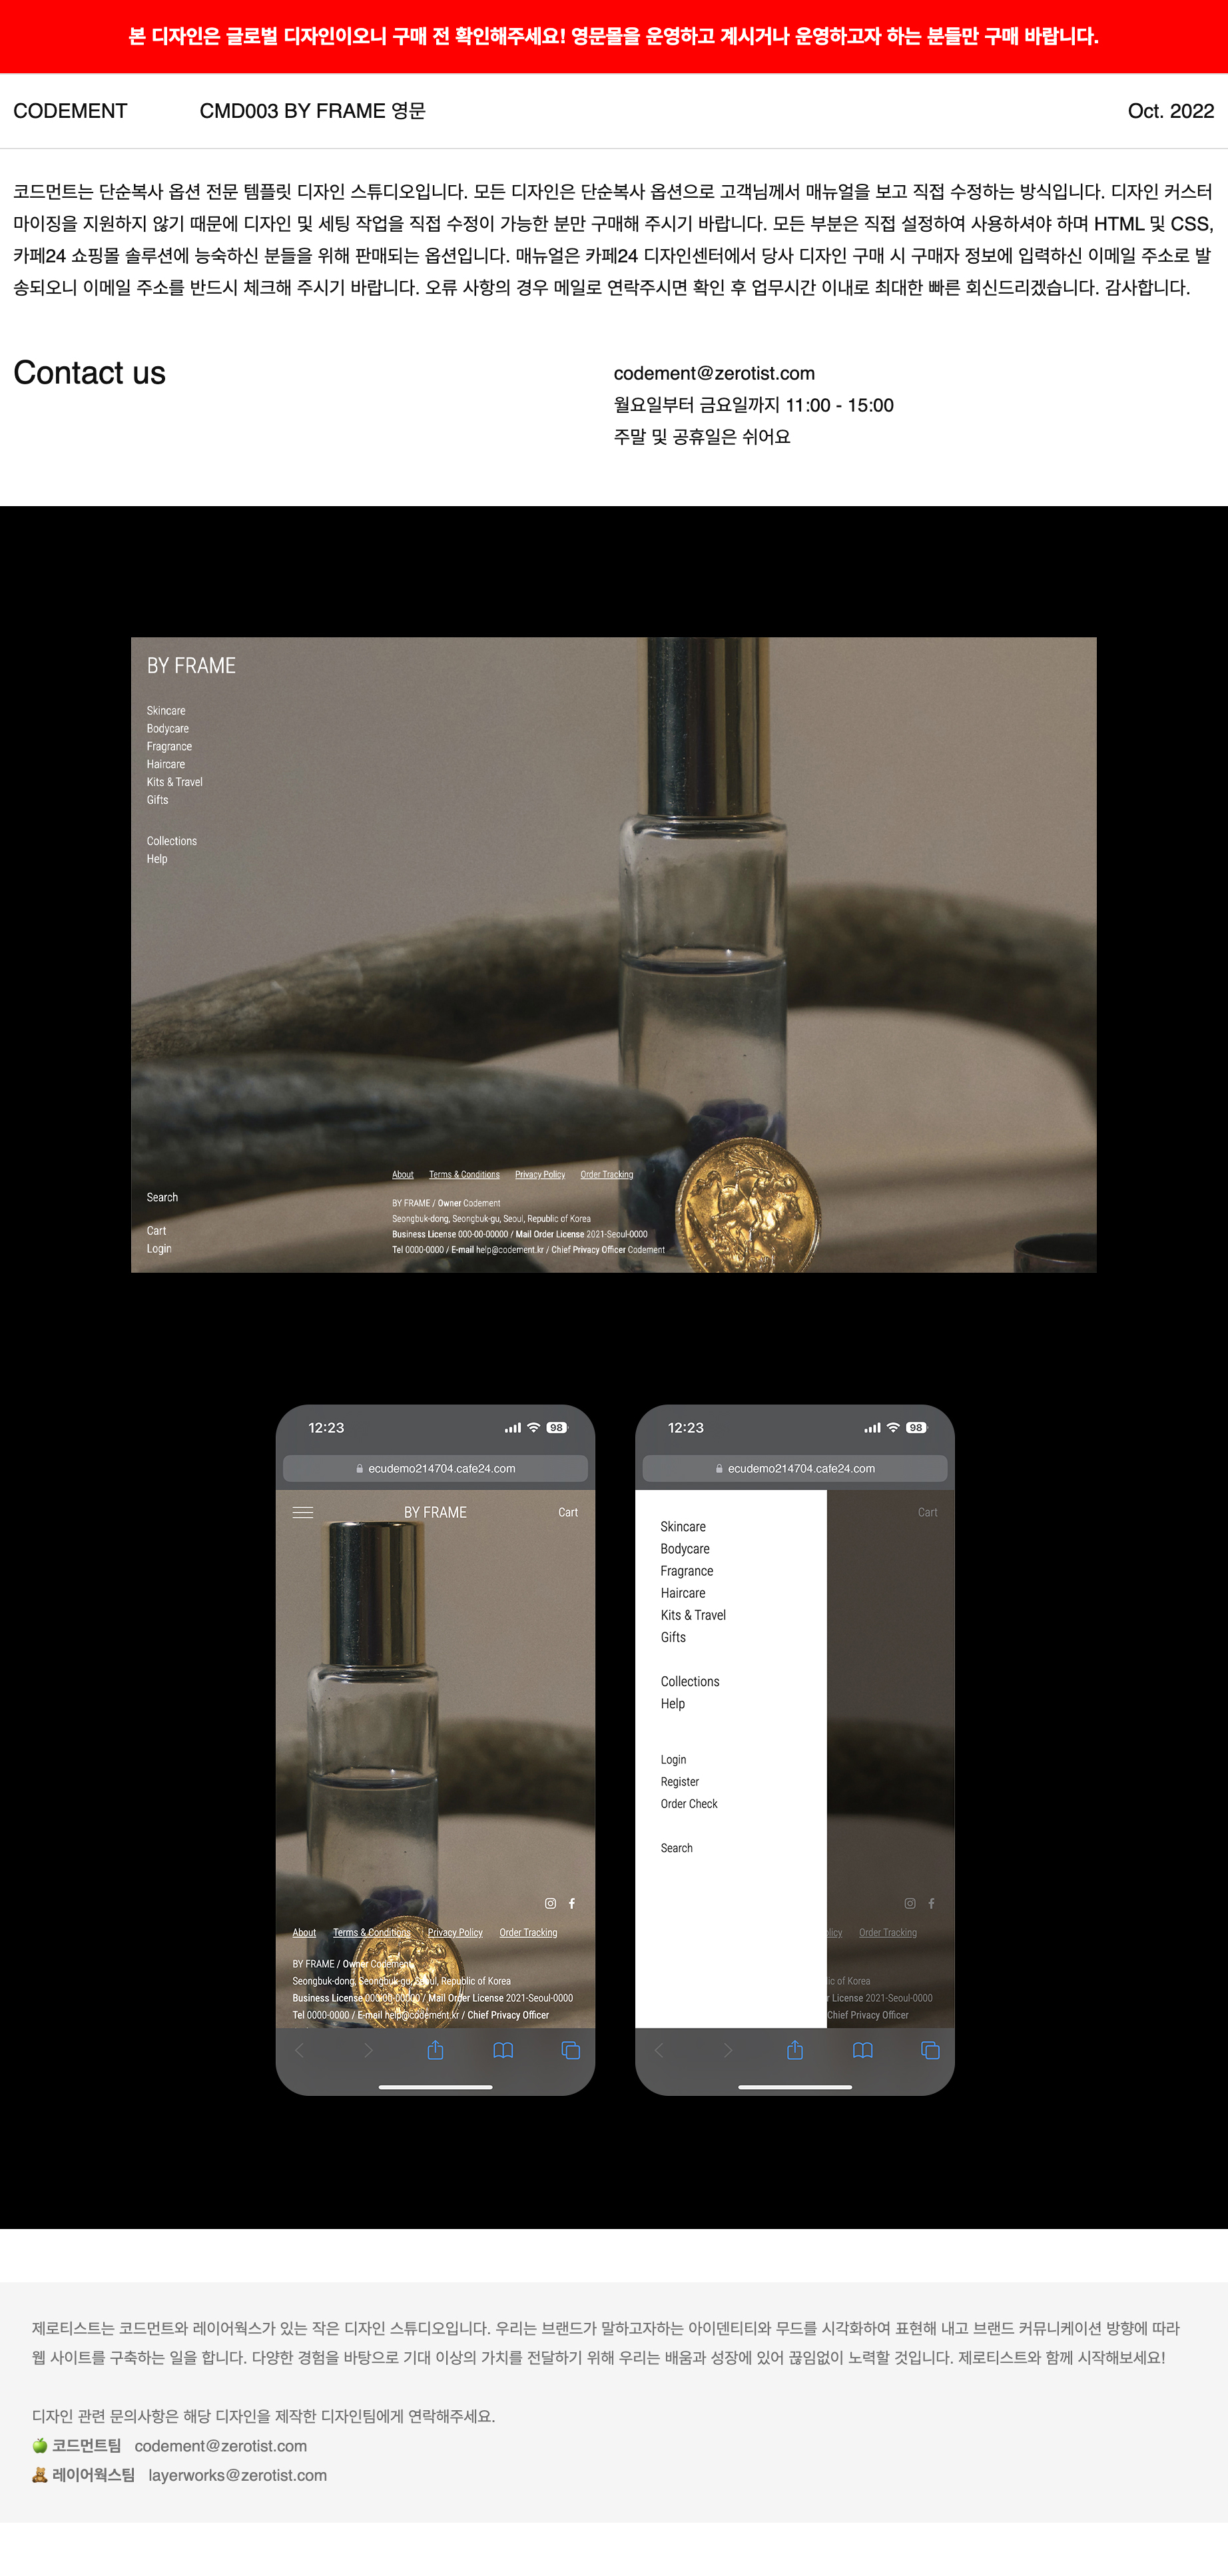 본 디자인은 글로벌 디자인이오니 구매 전 확인해주세요! 영문몰을 운영하고 계시거나 운영하고자 하는 분들만 구매 바랍니다.
CODEMENT CMD003 BY FRAME 영문 Oct. 2022
코드먼트는 단순복사 옵션 전문 템플릿 디자인 스튜디오입니다. 모든 디자인은 단순복사 옵션으로 고객님께서 매뉴얼을 보고 직접 수정하는 방식입니다. 디자인 커스터
마이징을 지원하지 않기 때문에 디자인 및 세팅 작업을 직접 수정이 가능한 분만 구매해 주시기 바랍니다. 모든 부분은 직접 설정하여 사용하셔야 하며 HTML 및 CSS,
카페24 쇼핑몰 솔루션에 능숙하신 분들을 위해 판매되는 옵션입니다. 매뉴얼은 카페24 디자인센터에서 당사 디자인 구매 시 구매자 정보에 입력하신 이메일 주소로 발
송되오니 이메일 주소를 반드시 체크해 주시기 바랍니다. 오류 사항의 경우 메일로 연락주시면 확인 후 업무시간 이내로 최대한 빠른 회신드리겠습니다. 감사합니다.
Contact us
codement@zerotist.com
월요일부터 금요일까지 11:00 - 15:00
주말 및 공휴일은 쉬어요
BY FRAME
Skincare
Bodycare
Fragrance
Haircare
Kits & Travel
Gifts
Collections
Help
Search
Cart
Login
About Terms & Conditions Privacy Policy Order Tracking
BY FRAME / Owner Codement
Seongbuk-dong, Seongbuk-gu, Seoul, Republic of Korea
Business License 000-00-00000 / Mail Order License 2021-Seoul-0000
Tel 0000-0000 / E-mail help@codement.kr / Chief Privacy Officer Codement
12:23 98
ecudemo214704.cafe24.com
BY FRAME Cart
About Terms & Conditions Privacy Policy Order Tracking
BY FRAME / Owner Codement
Seongbuk-dong, Seongbuk-gu, Seoul, Republic of Korea
Business License 000-00-00000 / Mail Order License 2021-Seoul-0000
Tel 0000-0000 / E-mail help@codement.kr / Chief Privacy Officer
12:23 98
ecudemo214704.cafe24.com
Cart
Skincare
Bodycare
Fragrance
Haircare
Kits & Travel
Gifts
Collections
Help
Login
Register
Order Check
Search
olicy Order Tracking
lic of Korea
r License 2021-Seoul-0000
Chief Privacy Officer
제로티스트는 코드먼트와 레이어웍스가 있는 작은 디자인 스튜디오입니다. 우리는 브랜드가 말하고자하는 아이덴티티와 무드를 시각화하여 표현해 내고 브랜드 커뮤니케이션 방향에 따라
웹 사이트를 구축하는 일을 합니다. 다양한 경험을 바탕으로 기대 이상의 가치를 전달하기 위해 우리는 배움과 성장에 있어 끊임없이 노력할 것입니다. 제로티스트와 함께 시작해보세요!
디자인 관련 문의사항은 해당 디자인을 제작한 디자인팀에게 연락해주세요.
🍏 코드먼트팀 codement@zerotist.com
🧸 레이어웍스팀 layerworks@zerotist.com